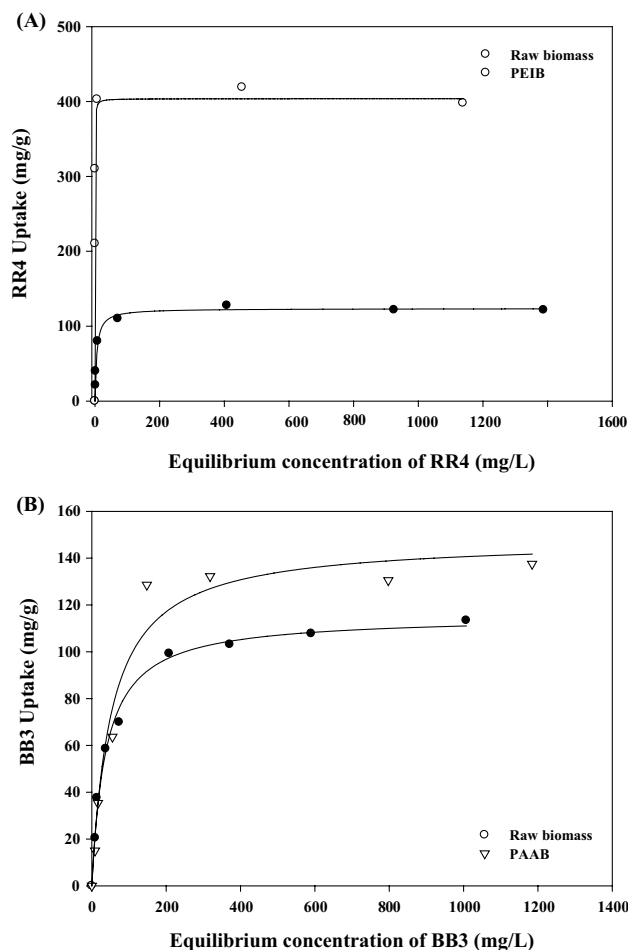 (A)
500
400
300
200
100
0
RR4 Uptake (mg/g)
Raw biomass
PEIB
0 200 400 600 800 1000 1200 1400 1600
Equilibrium concentration of RR4 (mg/L)
(B)
160
140
120
100
80
60
40
20
0
BB3 Uptake (mg/g)
Raw biomass
PAAB
0 200 400 600 800 1000 1200 1400
Equilibrium concentration of BB3 (mg/L)